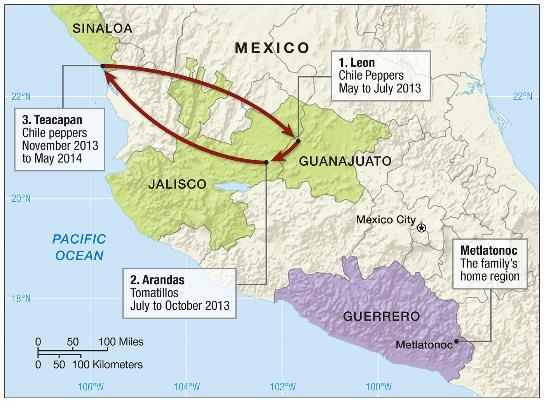 SINALOA
MEXICO
1. Leon
Chile Peppers
May to July 2013
22°N
22°N
3. Teacapan
Chile peppers
November 2013
to May 2014
GUANAJUATO
JALISCO
20°N
20°N
Mexico City
PACIFIC
OCEAN
Metlatonoc
The family's
home region
2. Arandas
Tomatillos
July to October 2013
18°N
GUERRERO
Metlatonoc
0 50 100 Miles
0 50 100 Kilometers
106°W
104°W
102°W
100°W